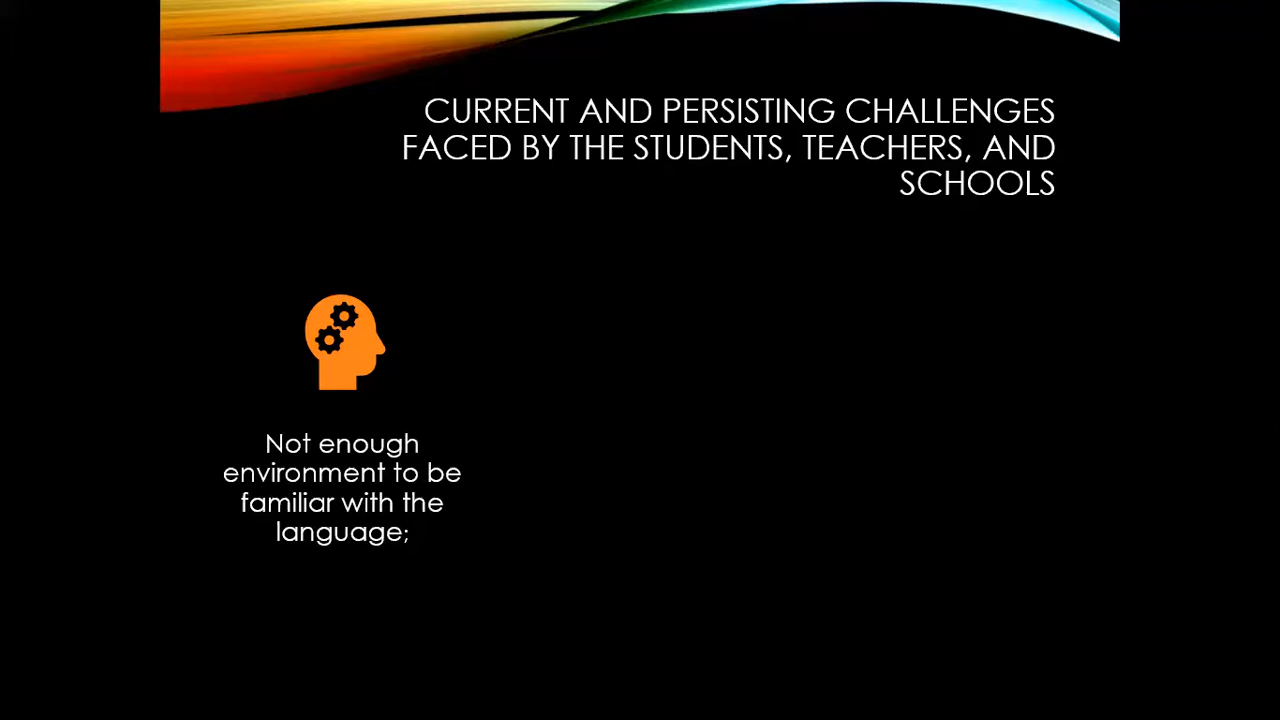 CURRENT AND PERSISTING CHALLENGES
FACED BY THE STUDENTS, TEACHERS, AND
SCHOOLS
Not enough
environment to be
familiar with the
language;